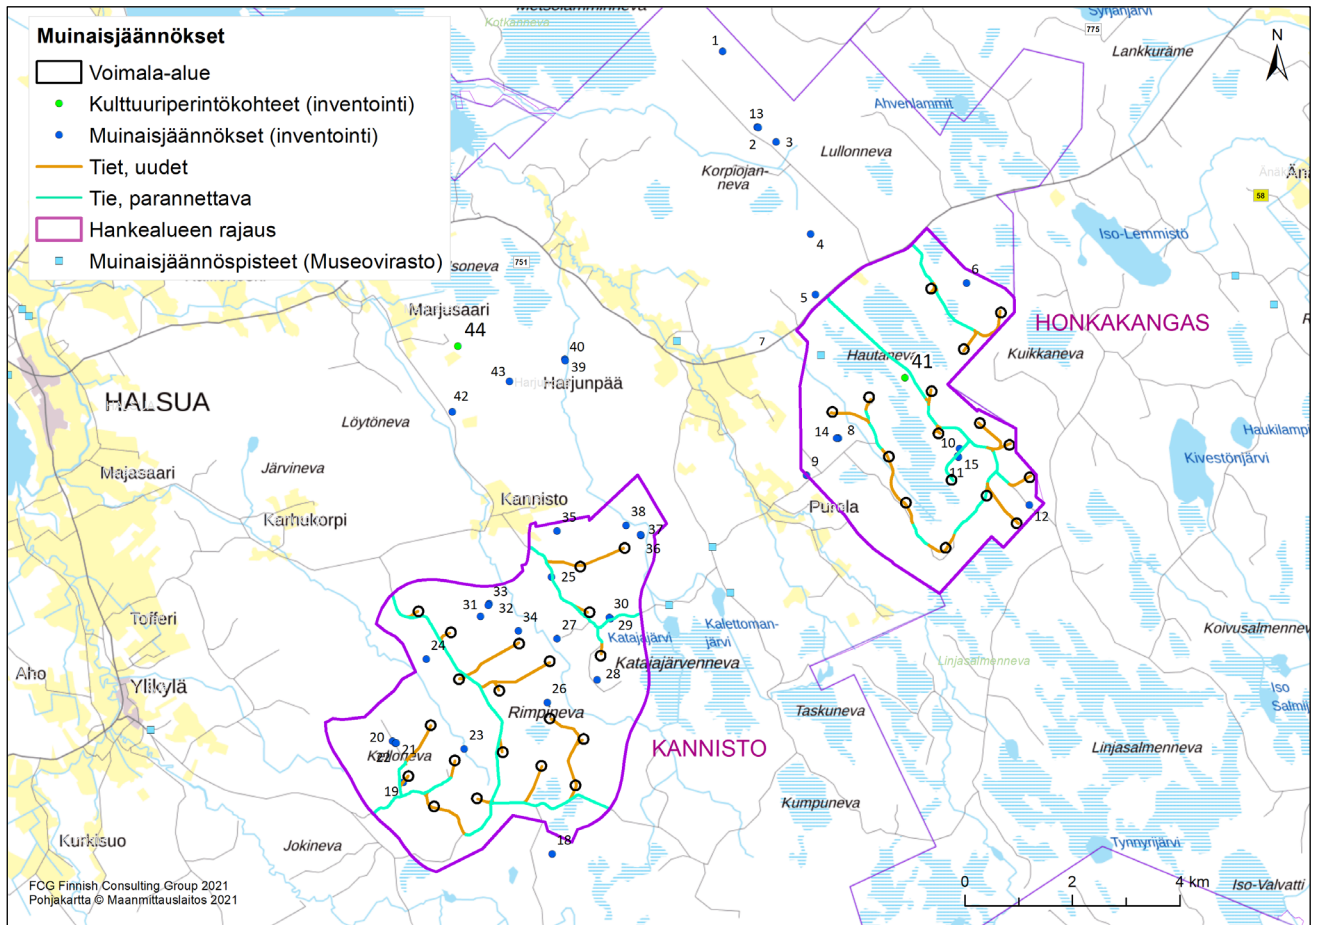 Muinaisjäännökset
Voimala-alue
Kulttuuriperintökohteet (inventointi)
Muinaisjäännökset (inventointi)
Tiet, uudet
Tie, parannettava
Hankealueen rajaus
Muinaisjäännöspisteet (Museovirasto)
Kotkanneva
Metsolamminneva
Syrjänjärvi
775
Lankkuräme
N
1
Ahvenlammit
13
2
3
Lullonneva
Korpiojan-
neva
58
4
Iso-Lemmistö
751
5
6
Marjusaari
44
HONKAKANGAS
7
Hautaneva
41
Kuikkaneva
40
39
Harjunpää
43
HALSUA
42
Löytöneva
14
8
10
15
11
Haukilampi
Kivestönjärvi
Järvineva
Majasaari
9
Kannisto
Karhukorpi
Purola
12
35
38
37
36
25
33
31
32
34
30
29
27
Tofferi
Katajajärvi
Kalettoman-
järvi
Koivusalmenneva
24
Katajajärvenneva
Linjasalmenneva
Aho
28
Ylikylä
26
Iso
Rimpineva
Taskuneva
20
21
22
23
KANNISTO
Linjasalmenneva
19
Kumpuneva
Kurkisuo
Jokineva
18
Tynnyrijärvi
0
2
4 km
Iso-Valvatti
FCG Finnish Consulting Group 2021
Pohjakartta © Maanmittauslaitos 2021